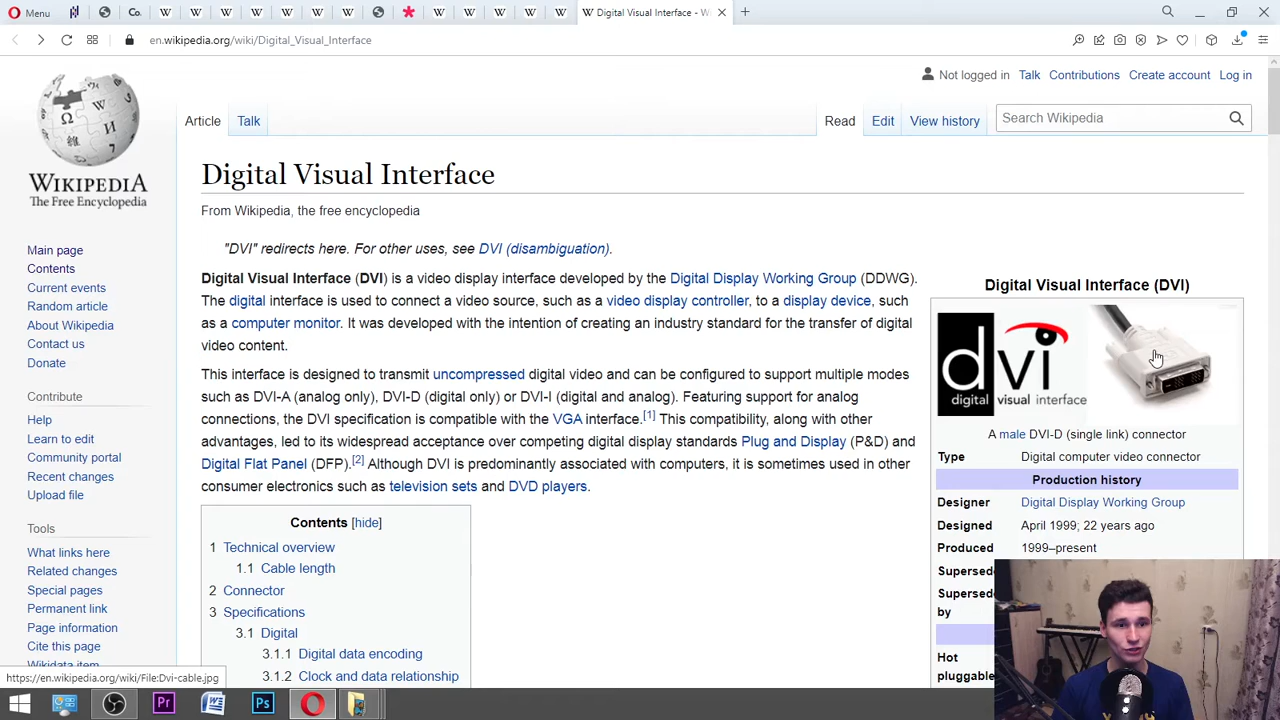 Menu
Co.
Digital Visual Interface - W
en.wikipedia.org/wiki/Digital_Visual_Interface
Not logged in Talk Contributions Create account Log in
Article Talk Read Edit View history Search Wikipedia
WIKIPEDIA
The Free Encyclopedia
Main page
Contents
Current events
Random article
About Wikipedia
Contact us
Donate
Contribute
Help
Learn to edit
Community portal
Recent changes
Upload file
Tools
What links here
Related changes
Special pages
Permanent link
Page information
Cite this page
Wikidata item
Digital Visual Interface
From Wikipedia, the free encyclopedia
"DVI" redirects here. For other uses, see DVI (disambiguation).
Digital Visual Interface (DVI) is a video display interface developed by the Digital Display Working Group (DDWG).
The digital interface is used to connect a video source, such as a video display controller, to a display device, such
as a computer monitor. It was developed with the intention of creating an industry standard for the transfer of digital
video content.
This interface is designed to transmit uncompressed digital video and can be configured to support multiple modes
such as DVI-A (analog only), DVI-D (digital only) or DVI-I (digital and analog). Featuring support for analog
connections, the DVI specification is compatible with the VGA interface.[1] This compatibility, along with other
advantages, led to its widespread acceptance over competing digital display standards Plug and Display (P&D) and
Digital Flat Panel (DFP).[2] Although DVI is predominantly associated with computers, it is sometimes used in other
consumer electronics such as television sets and DVD players.
Contents [hide]
1 Technical overview
1.1 Cable length
2 Connector
3 Specifications
3.1 Digital
3.1.1 Digital data encoding
3.1.2 Clock and data relationship
Digital Visual Interface (DVI)
dvi
digital visual interface
A male DVI-D (single link) connector
Type Digital computer video connector
Production history
Designer Digital Display Working Group
Designed April 1999; 22 years ago
Produced 1999–present
Supersed
Supersed
by
Hot
pluggable
https://en.wikipedia.org/wiki/File:Dvi-cable.jpg
Pr
Ps